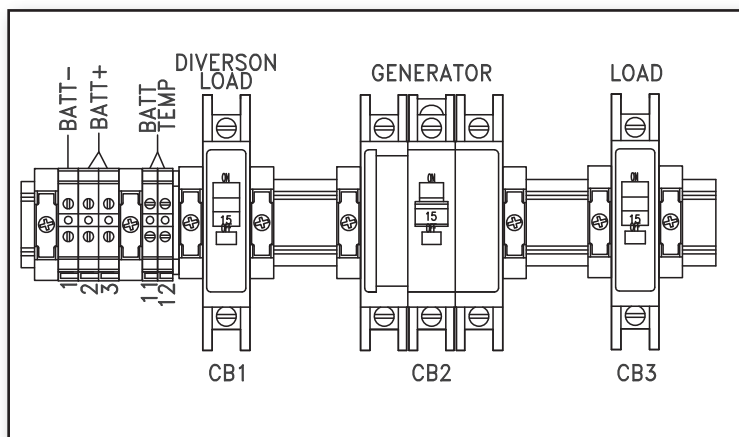 DIVERSON
LOAD
GENERATOR
LOAD
BATT-
BATT+
BATT
TEMP
ON
15
OFF
ON
15
OFF
ON
15
OFF
1
2
3
11
12
CB1
CB2
CB3